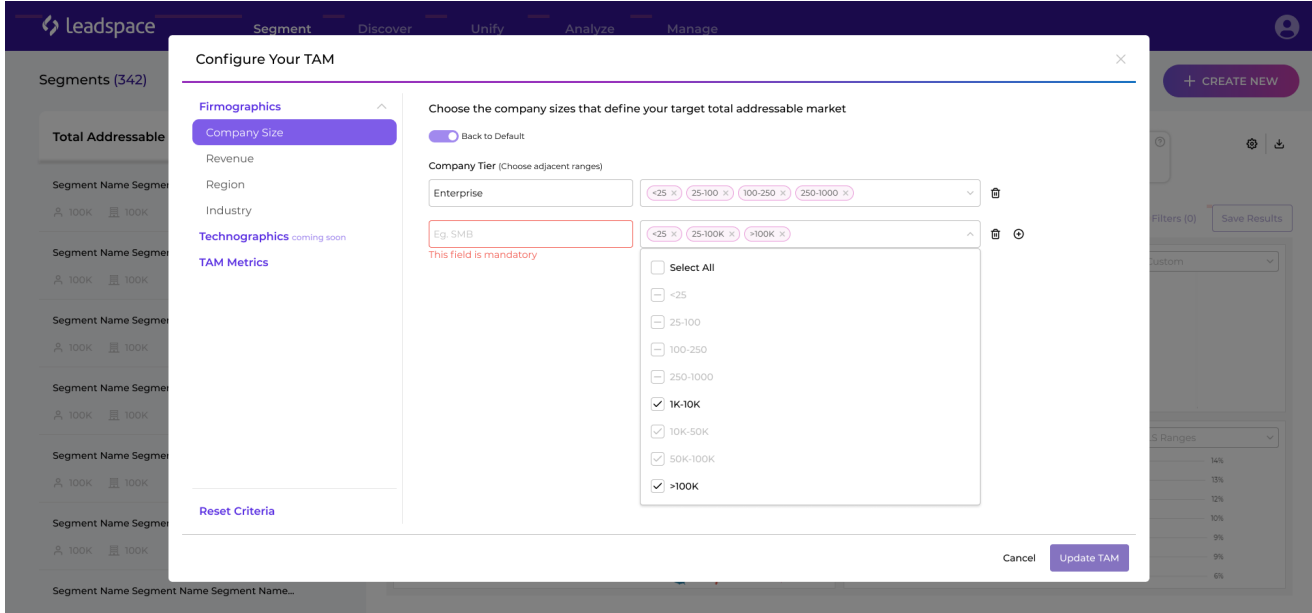 Leadspace
Segment Discover Unify Analyze Manage
Segments (342)
CREATE NEW
Total Addressable
Segment Name Segmer
100K 100K
Segment Name Segmer
100K 100K
Segment Name Segmer
100K 100K
Segment Name Segmer
100K 100K
Segment Name Segmer
100K 100K
Segment Name Segmer
100K 100K
Segment Name Segment Name Segment Name...
Configure Your TAM
Firmographics
Company Size
Revenue
Region
Industry
Technographics coming soon
TAM Metrics
Reset Criteria
Choose the company sizes that define your target total addressable market
Back to Default
Company Tier (Choose adjacent ranges)
Enterprise
<25 25-100 100-250 250-1000
Eg. SMB
<25 25-100K >100K
This field is mandatory
Select All
<25
25-100
100-250
250-1000
1K-10K
10K-50K
50K-100K
>100K
Cancel
Update TAM
Filters (0)
Save Results
Custom
Ranges
14%
13%
12%
10%
9%
9%
6%